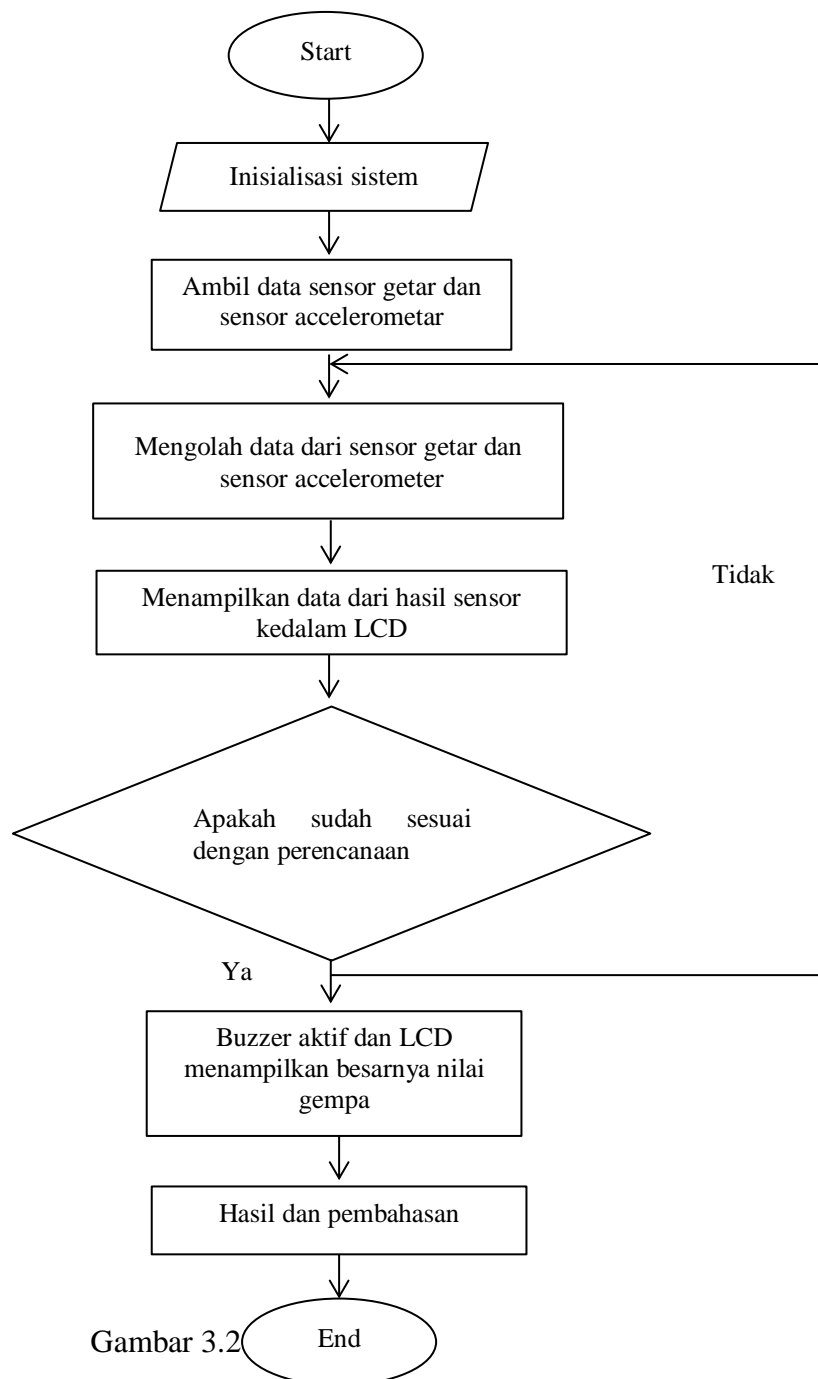 Start
Inisialisasi sistem
Ambil data sensor getar dan
sensor accelerometar
Mengolah data dari sensor getar dan
sensor accelerometer
Tidak
Menampilkan data dari hasil sensor
kedalam LCD
Apakah sudah sesuai
dengan perencanaan
Ya
Buzzer aktif dan LCD
menampilkan besarnya nilai
gempa
Hasil dan pembahasan
End
Gambar 3.2